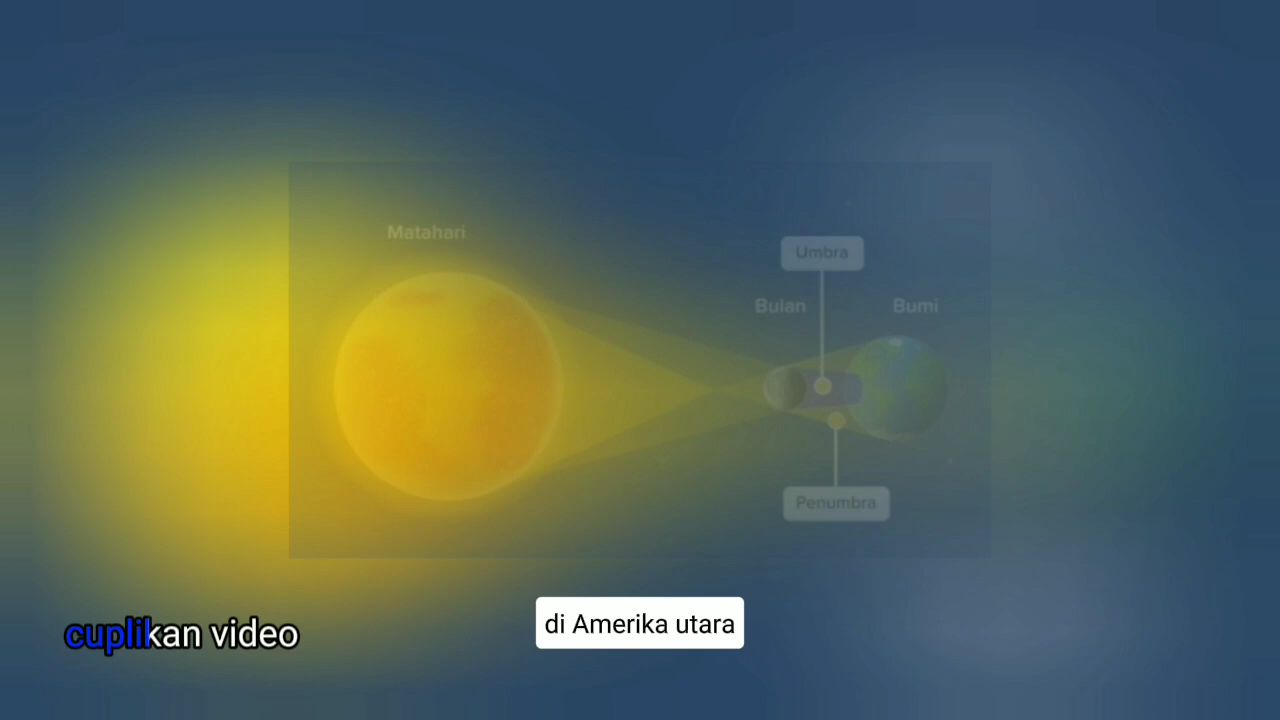 Matahari
Umbra
Bulan
Bumi
Penumbra
di Amerika utara
cuplikan video